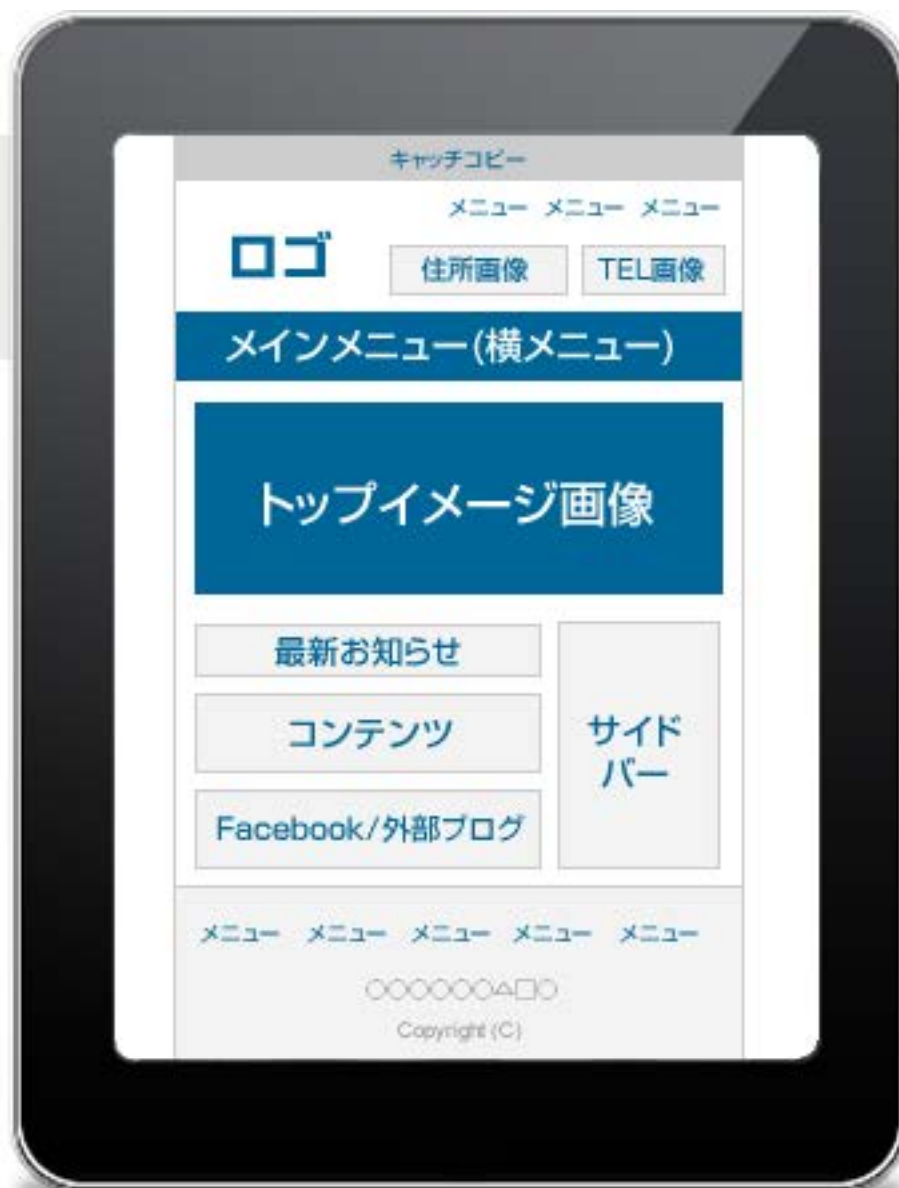 キャッチコピー
メニュー メニュー メニュー
ロゴ
住所画像 TEL画像
メインメニュー(横メニュー)
トップイメージ画像
最新お知らせ
コンテンツ
Facebook/外部ブログ
サイド
バー
メニュー メニュー メニュー メニュー メニュー
○○○○○○△□○
Copyright (C)